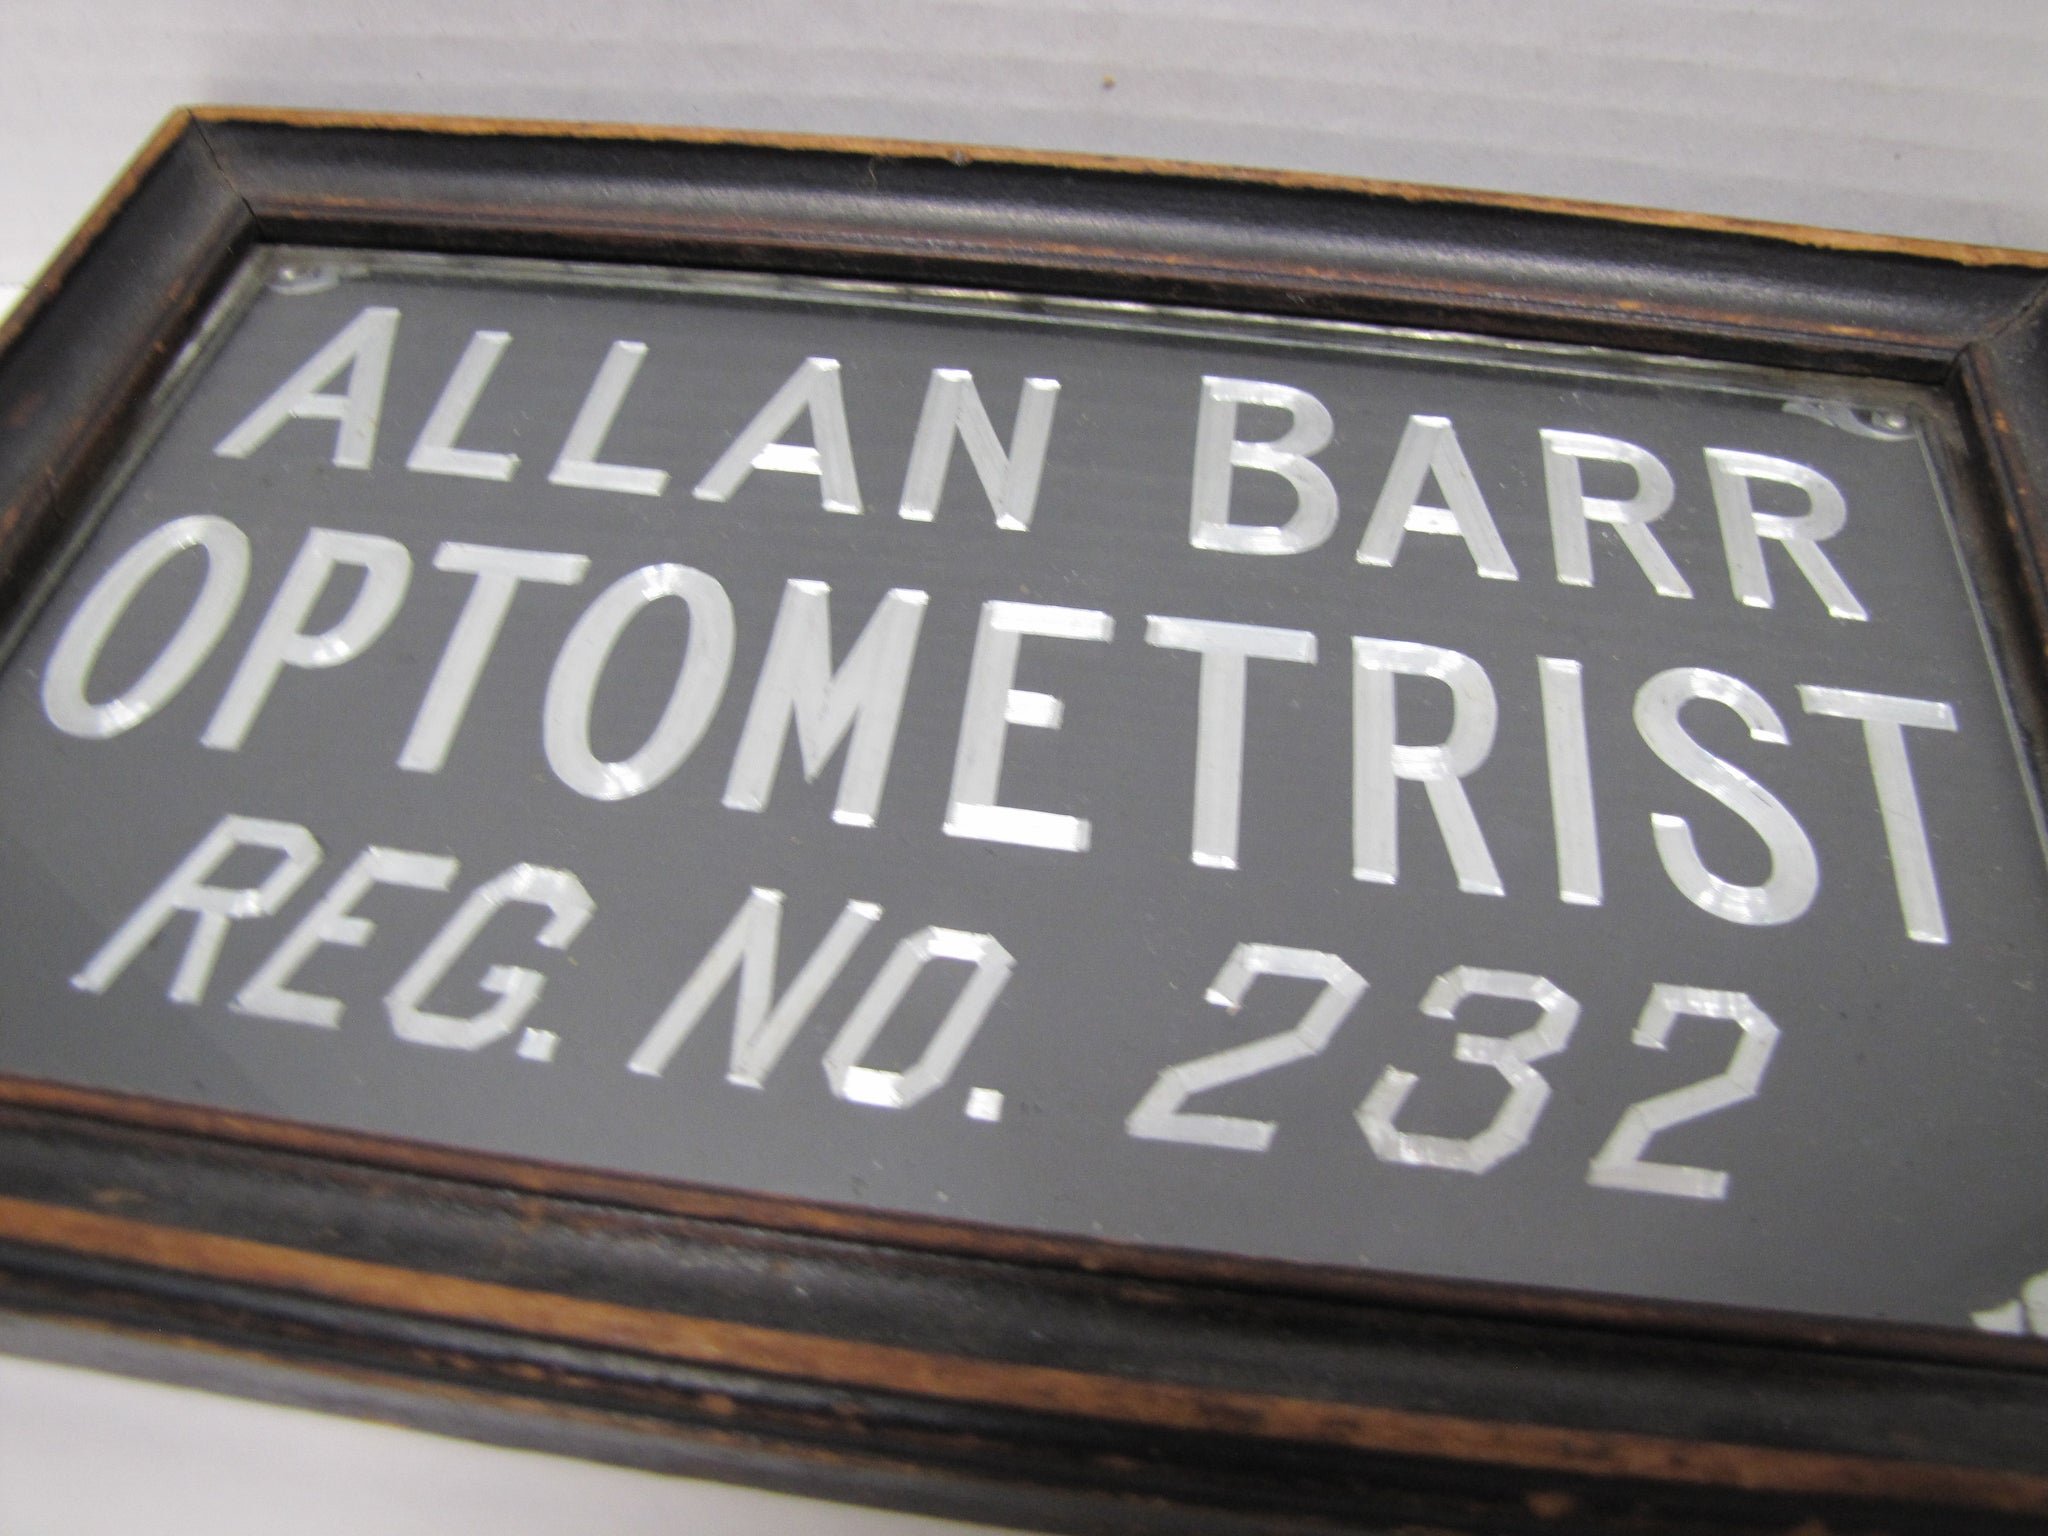 ALLAN BARR
OPTOMETRIST
REG. NO. 232